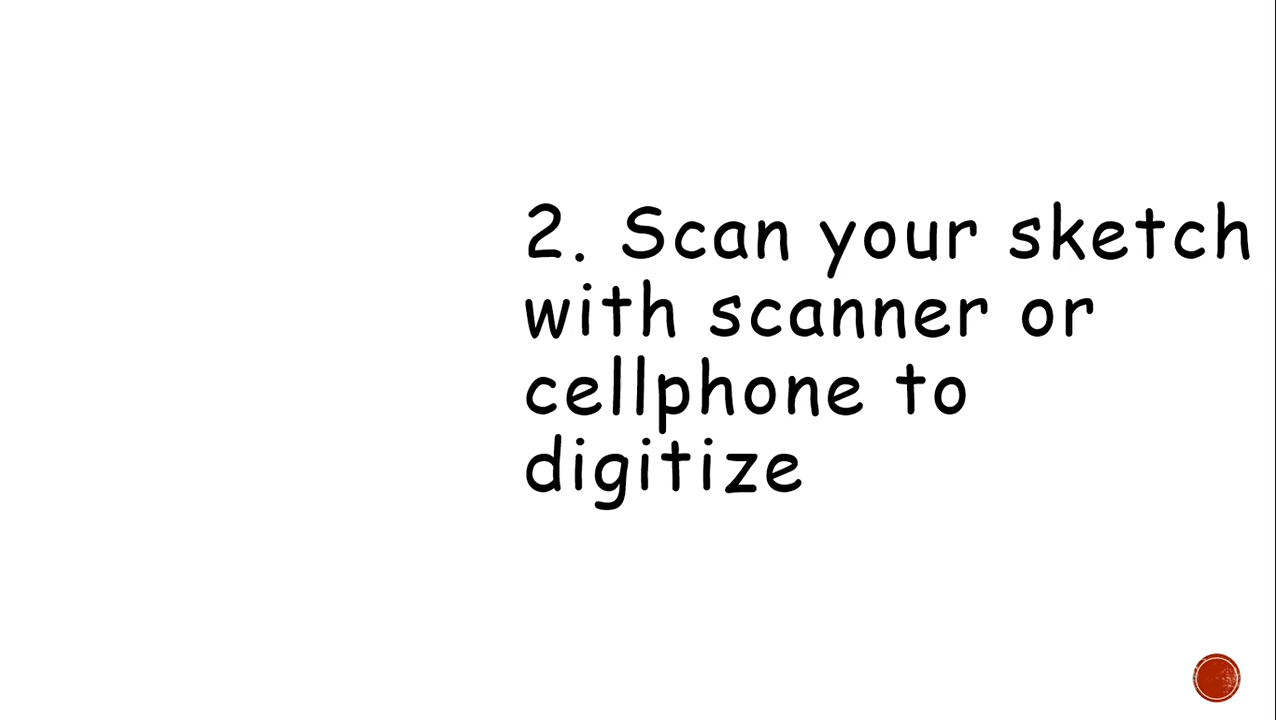 2. Scan your sketch
with scanner or
cellphone to
digitize